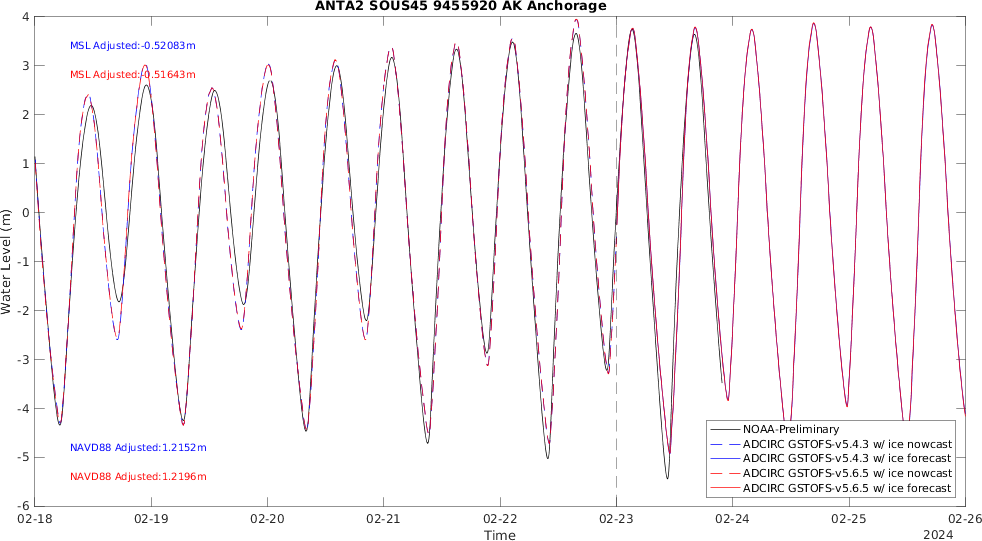 ANTA2 SOUS45 9455920 AK Anchorage
4
3
2
1
0
-1
-2
-3
-4
-5
-6
Water Level (m)
MSL Adjusted:-0.52083m
MSL Adjusted:-0.51643m
NAVD88 Adjusted:1.2152m
NAVD88 Adjusted:1.2196m
NOAA-Preliminary
ADCIRC GSTOFS-v5.4.3 w/ ice nowcast
ADCIRC GSTOFS-v5.4.3 w/ ice forecast
ADCIRC GSTOFS-v5.6.5 w/ ice nowcast
ADCIRC GSTOFS-v5.6.5 w/ ice forecast
02-18 02-19 02-20 02-21 02-22 02-23 02-24 02-25 02-26
Time
2024